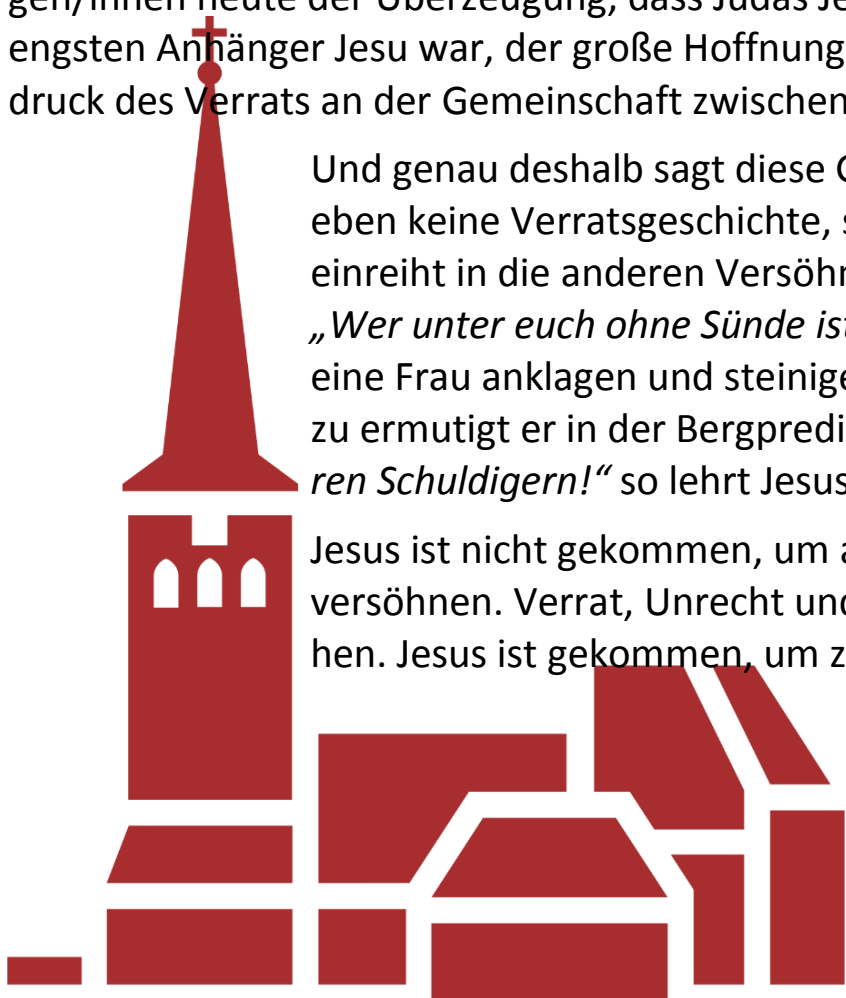 gen/innen heute der Überzeugung, dass Judas Je
engsten Anhänger Jesu war, der große Hoffnung
druck des Verrats an der Gemeinschaft zwischen
Und genau deshalb sagt diese G
eben keine Verratsgeschichte, s
einreiht in die anderen Versöhn
„Wer unter euch ohne Sünde ist
eine Frau anklagen und steinige
zu ermutigt er in der Bergpredi
ren Schuldigern!“ so lehrt Jesus
Jesus ist nicht gekommen, um a
versöhnen. Verrat, Unrecht und
hen. Jesus ist gekommen, um z